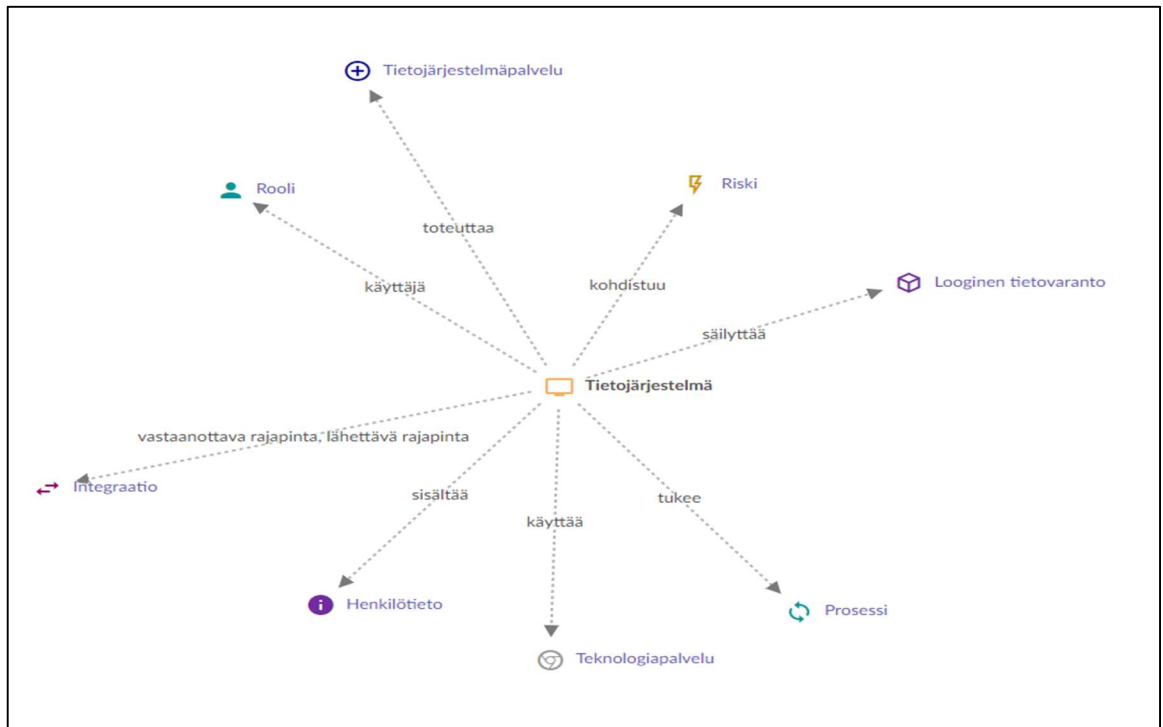 Tietojärjestelmäpalvelu
Riski
Rooli
toteuttaa
käyttäjä
kohdistuu
Looginen tietovaranto
säilyttää
Tietojärjestelmä
vastaanottava rajapinta, lähettävä rajapinta
Integraatio
sisältää
tukee
käyttää
Henkilötieto
Prosessi
Teknologiapalvelu